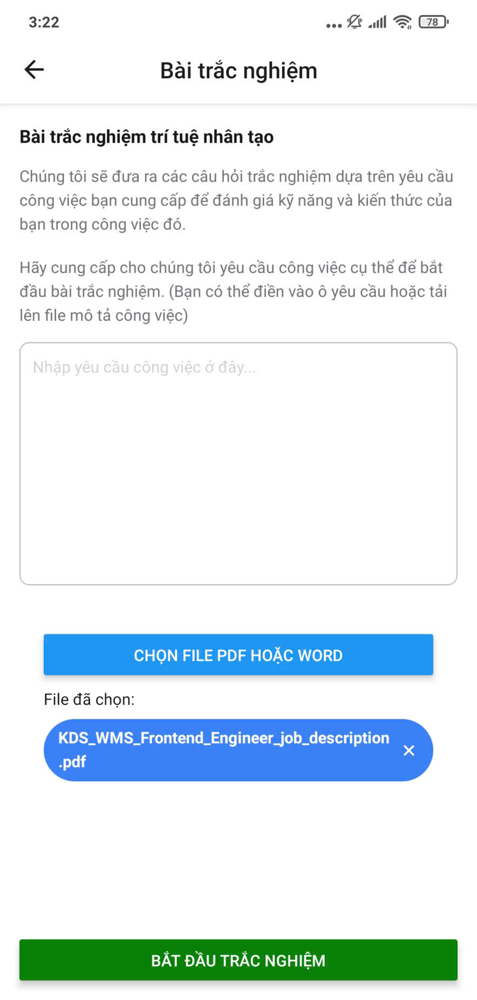 3:22
78
Bài trắc nghiệm
Bài trắc nghiệm trí tuệ nhân tạo
Chúng tôi sẽ đưa ra các câu hỏi trắc nghiệm dựa trên yêu cầu
công việc bạn cung cấp để đánh giá kỹ năng và kiến thức của
bạn trong công việc đó.
Hãy cung cấp cho chúng tôi yêu cầu công việc cụ thể để bắt
đầu bài trắc nghiệm. (Bạn có thể điền vào ô yêu cầu hoặc tải
lên file mô tả công việc)
Nhập yêu cầu công việc ở đây...
CHỌN FILE PDF HOẶC WORD
File đã chọn:
KDS_WMS_Frontend_Engineer_job_description
.pdf
BẮT ĐẦU TRẮC NGHIỆM